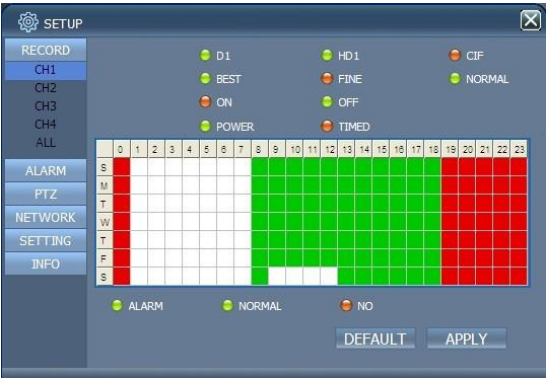 SETUP
RECORD
CH1
CH2
CH3
CH4
ALL
ALARM
PTZ
NETWORK
SETTING
INFO
D1 HD1 CIF
BEST FINE NORMAL
ON OFF
POWER TIMED
0 1 2 3 4 5 6 7 8 9 10 11 12 13 14 15 16 17 18 19 20 21 22 23
S
M
T
W
T
F
S
ALARM NORMAL NO
DEFAULT APPLY